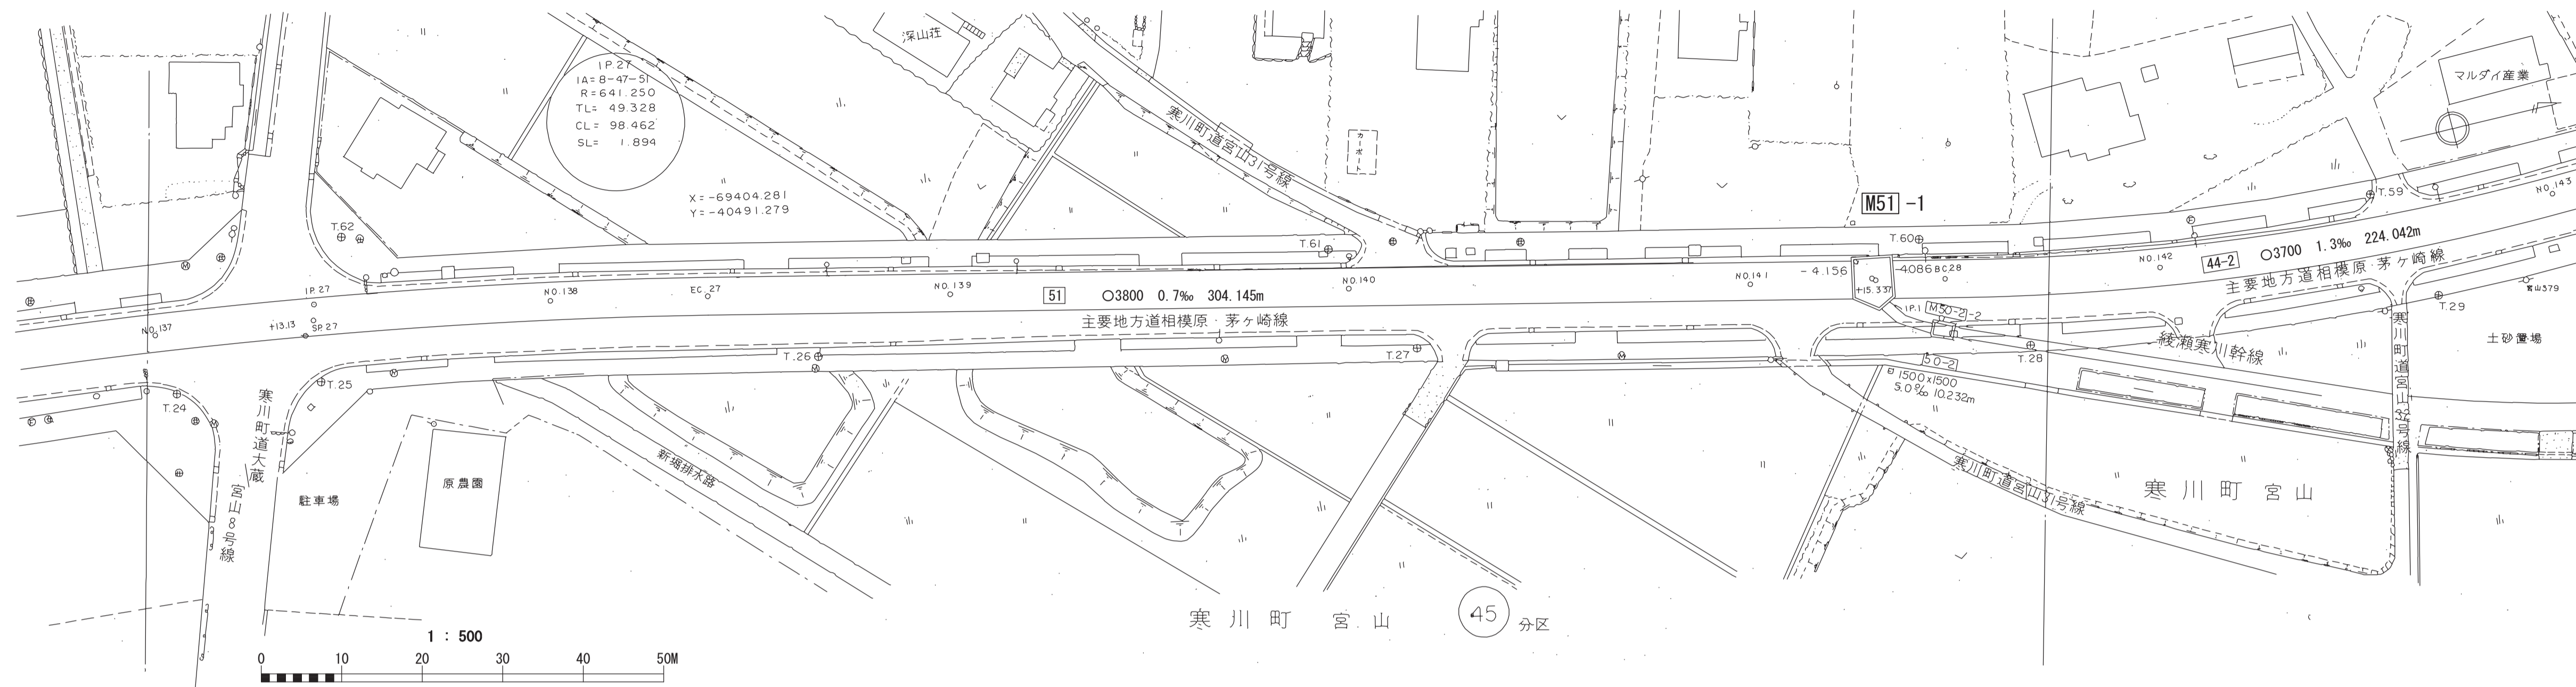 深山荘
マルダイ産業
I P. 27
IA= 8-47-51
R= 641.250
TL= 49.328
CL= 98.462
SL= 1.894
X= -69404.281
Y= -40491.279
寒川町道宮山31号線
カーポート
M51 -1
T.59
NO.143
T.62
T.61
T.60
44-2 ○3700 1.3‰ 224.042m
主要地方道相模原・茅ヶ崎線
NO.142
宮山379
T.29
IP.27
NO.138
EC.27
NO.139
51 ○3800 0.7‰ 304.145m
NO.140
NO.141
-4.156
-4.086
BC.28
+15.337
IP.1
M50-2 -2
NO.137
+13.13
SP.27
主要地方道相模原・茅ヶ崎線
綾瀬寒川幹線
土砂置場
T.26
T.27
T.28
50-2
□ 1500x1500
5.0‰ 10.232m
T.25
T.24
寒川町道大蔵
宮山8号線
寒川町道宮山32号線
新堀排水路
原農園
駐車場
寒川町道宮山31号線
寒川町 宮山
寒川町 宮山
45 分区
1 : 500
0 10 20 30 40 50M